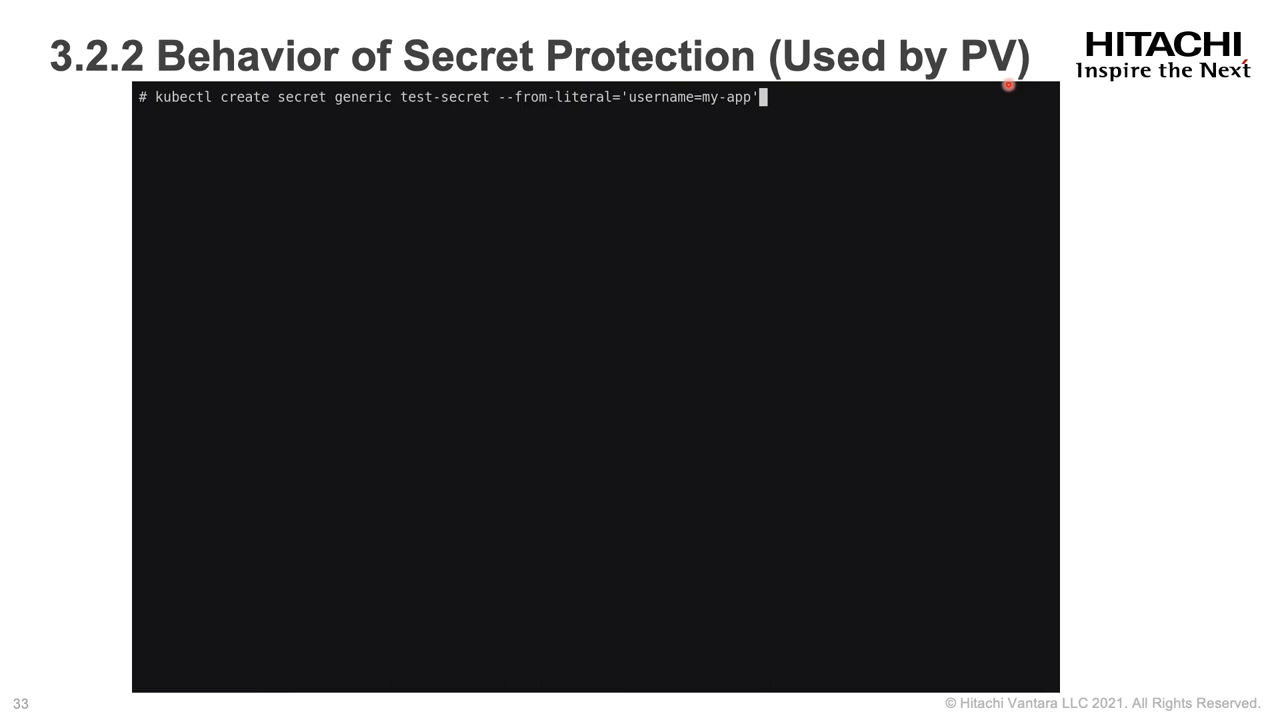 3.2.2 Behavior of Secret Protection (Used by PV)
HITACHI
Inspire the Next
# kubectl create secret generic test-secret --from-literal='username=my-app'
33
© Hitachi Vantara LLC 2021. All Rights Reserved.